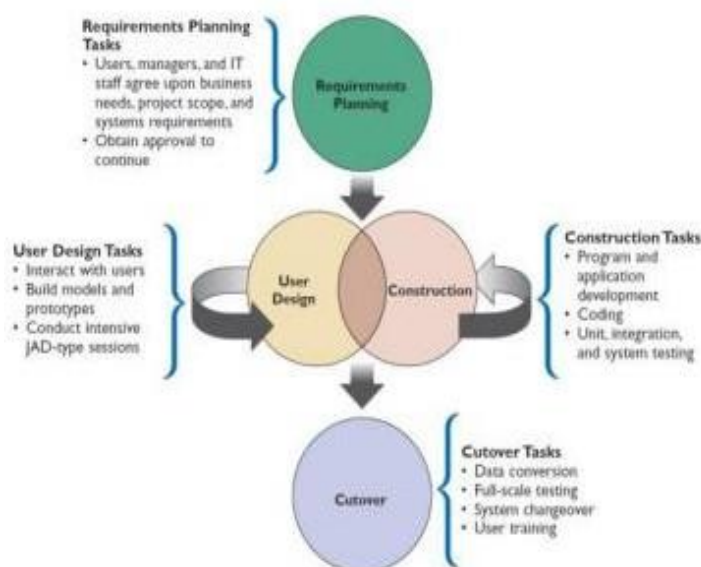 Requirements Planning
Tasks
• Users, managers, and IT
staff agree upon business
needs, project scope, and
systems requirements
• Obtain approval to
continue
Requirements
Planning
User Design Tasks
• Interact with users
• Build models and
prototypes
• Conduct intensive
JAD-type sessions
User
Design
Construction
Construction Tasks
• Program and
application
development
• Coding
• Unit, integration,
and system testing
Cutover
Cutover Tasks
• Data conversion
• Full-scale testing
• System changeover
• User training